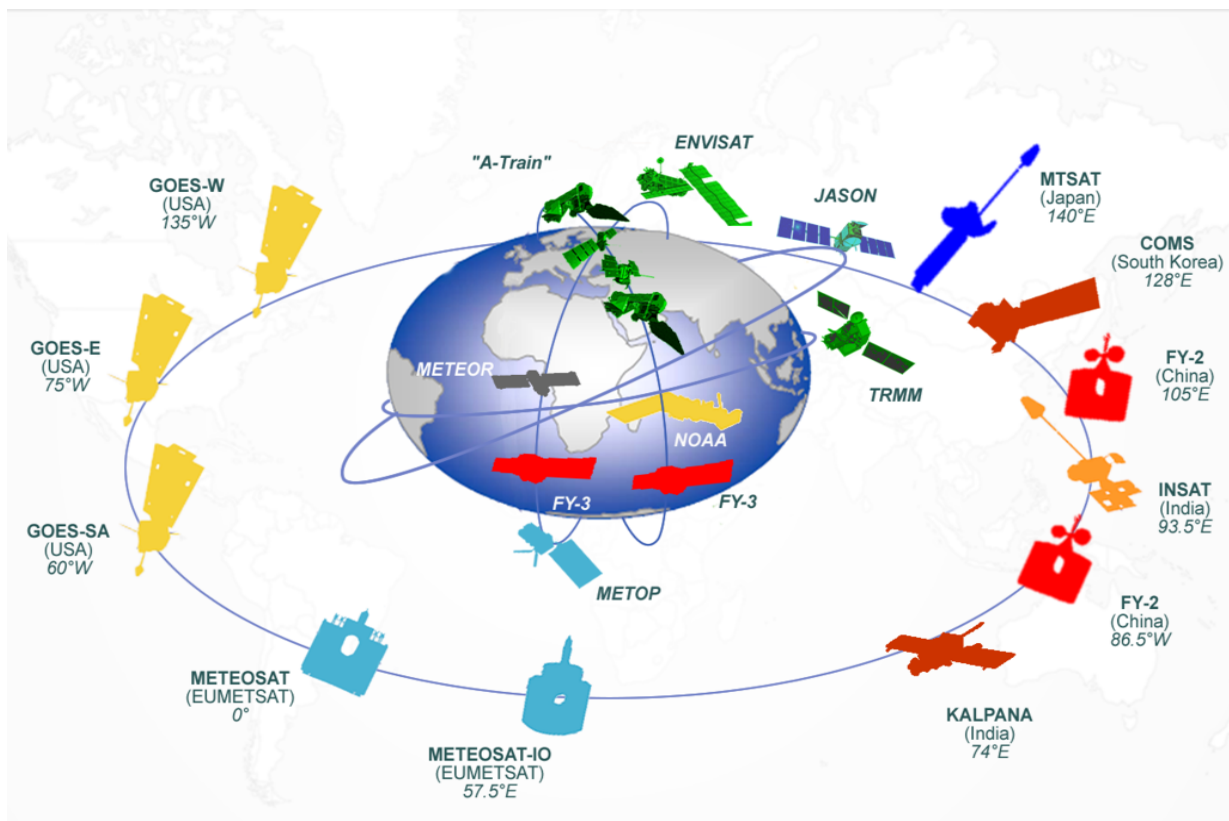 "A-Train"
ENVISAT
JASON
GOES-W
(USA)
135°W
MTSAT
(Japan)
140°E
COMS
(South Korea)
128°E
GOES-E
(USA)
75°W
METEOR
TRMM
FY-2
(China)
105°E
NOAA
INSAT
(India)
93.5°E
FY-3
FY-3
GOES-SA
(USA)
60°W
METOP
FY-2
(China)
86.5°W
METEOSAT
(EUMETSAT)
0°
KALPANA
(India)
74°E
METEOSAT-IO
(EUMETSAT)
57.5°E